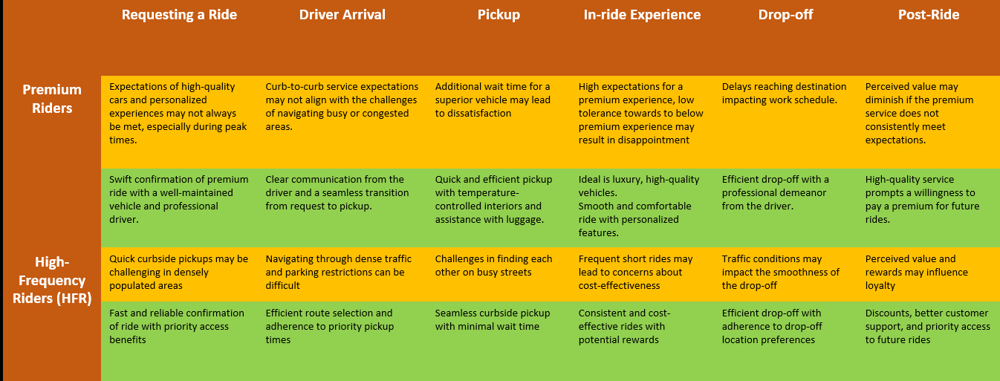 Requesting a Ride
Driver Arrival
Pickup
In-ride Experience
Drop-off
Post-Ride
Premium
Riders
Expectations of high-quality
cars and personalized
experiences may not always
be met, especially during peak
times.
Curb-to-curb service expectations
may not align with the challenges
of navigating busy or congested
areas.
Additional wait time for a
superior vehicle may lead
to dissatisfaction
High expectations for a
premium experience, low
tolerance towards to below
premium experience may
result in disappointment
Delays reaching destination
impacting work schedule.
Perceived value may
diminish if the premium
service does not
consistently meet
expectations.
Swift confirmation of premium
ride with a well-maintained
vehicle and professional
driver.
Clear communication from the
driver and a seamless transition
from request to pickup.
Quick and efficient pickup
with temperature-
controlled interiors and
assistance with luggage.
Ideal is luxury, high-quality
vehicles.
Smooth and comfortable
ride with personalized
features.
Efficient drop-off with a
professional demeanor
from the driver.
High-quality service
prompts a willingness to
pay a premium for future
rides.
High-
Frequency
Riders (HFR)
Quick curbside pickups may be
challenging in densely
populated areas
Navigating through dense traffic
and parking restrictions can be
difficult
Challenges in finding each
other on busy streets
Frequent short rides may
lead to concerns about
cost-effectiveness
Traffic conditions may
impact the smoothness of
the drop-off
Perceived value and
rewards may influence
loyalty
Fast and reliable confirmation
of ride with priority access
benefits
Efficient route selection and
adherence to priority pickup
times
Seamless curbside pickup
with minimal wait time
Consistent and cost-
effective rides with
potential rewards
Efficient drop-off with
adherence to drop-off
location preferences
Discounts, better customer
support, and priority access
to future rides